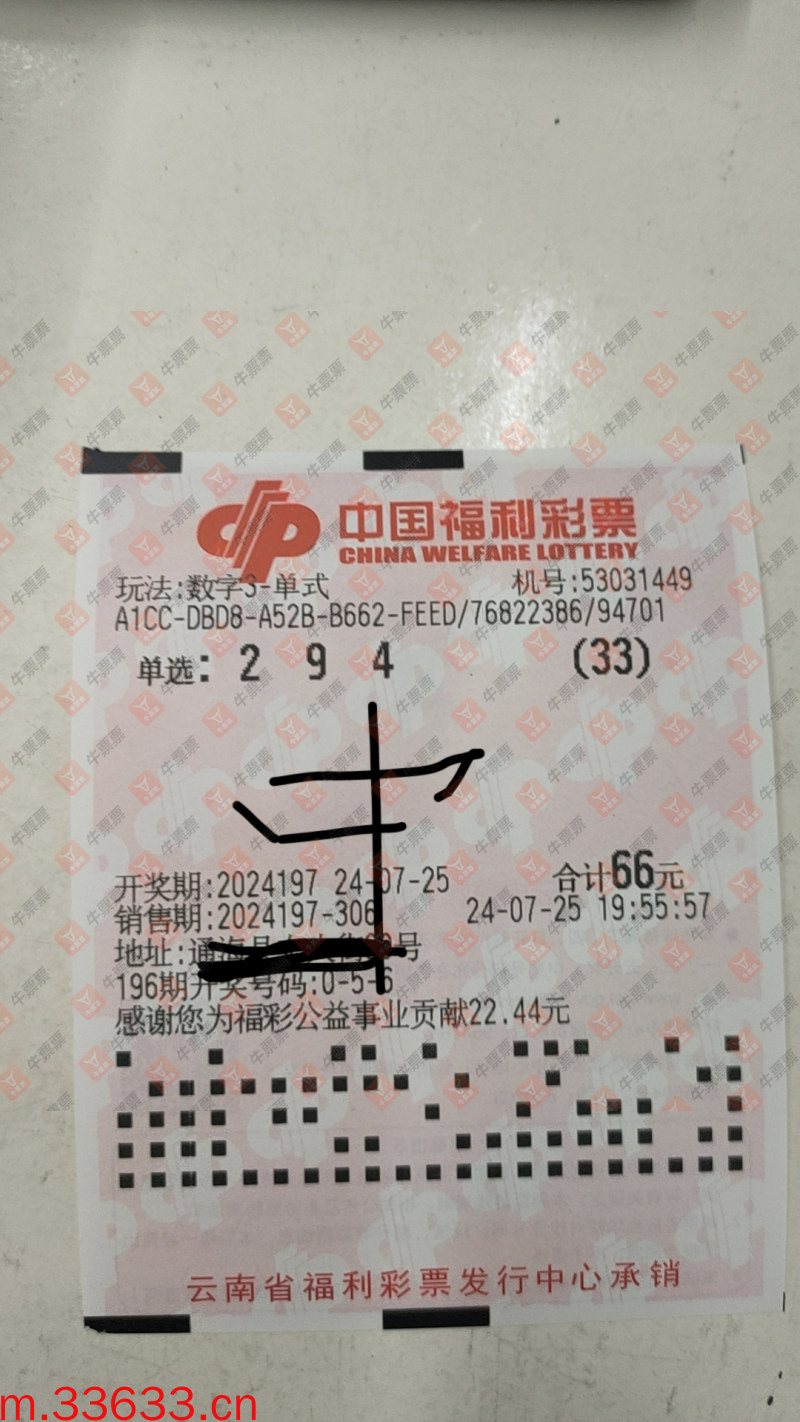 中国福利彩票
CHINA WELFARE LOTTERY
玩法:数字3-单式 机号:53031449
A1CC-DBD8-A52B-B662-FEED/76822386/94701
单选: 2 9 4 (33)
开奖期:2024197 24-07-25 合计66元
销售期:2024197-306 24-07-25 19:55:57
地址:通海县 号
196期开奖号码:0-5-6
感谢您为福彩公益事业贡献22.44元
云南省福利彩票发行中心承销
牛票票
m.33633.cn